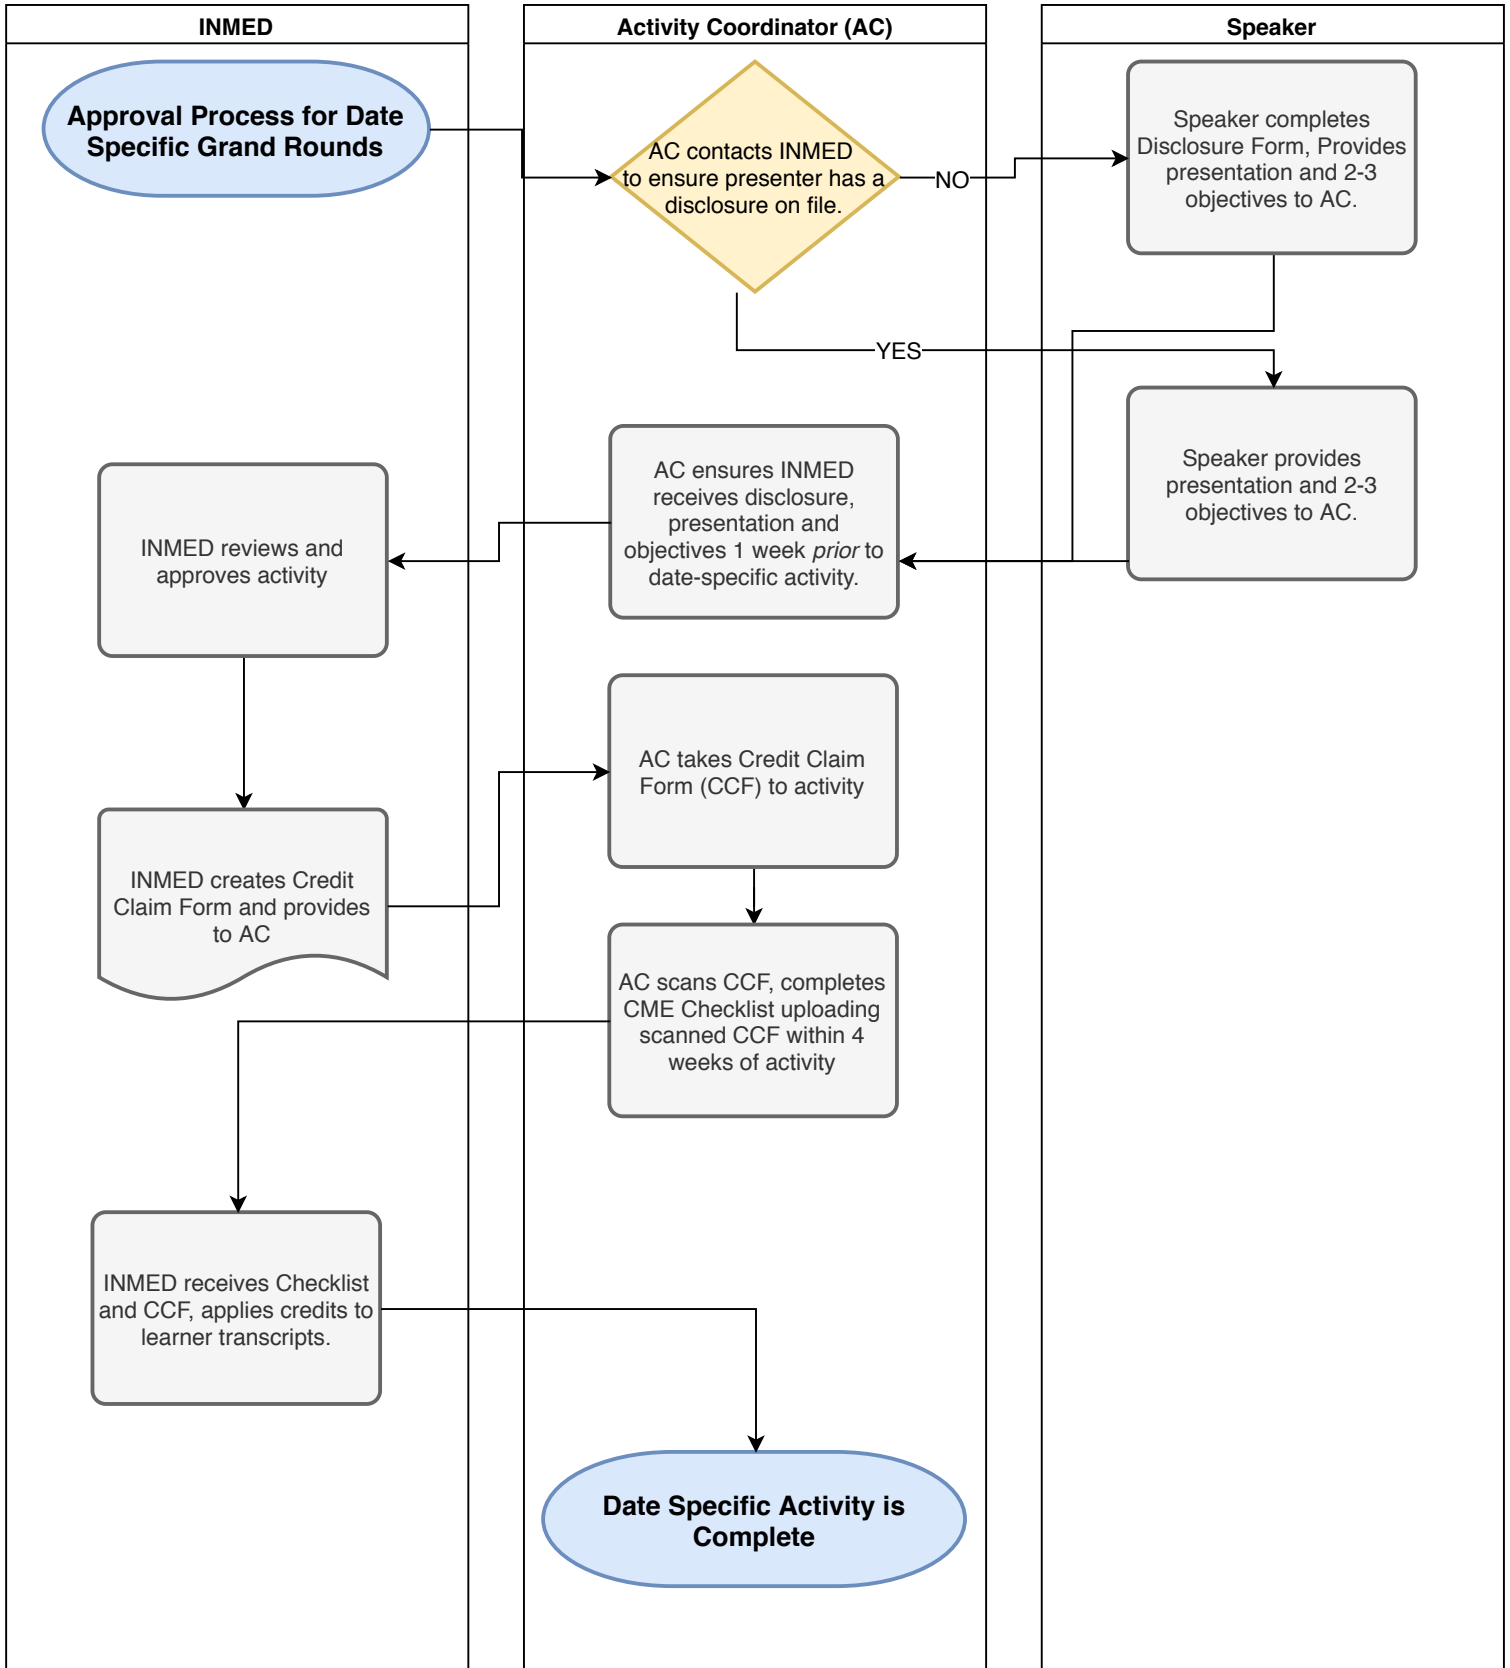 INMED
Activity Coordinator (AC)
Speaker
Approval Process for Date
Specific Grand Rounds
AC contacts INMED
to ensure presenter has a
disclosure on file.
NO
Speaker completes
Disclosure Form, Provides
presentation and 2-3
objectives to AC.
YES
Speaker provides
presentation and 2-3
objectives to AC.
AC ensures INMED
receives disclosure,
presentation and
objectives 1 week prior to
date-specific activity.
INMED reviews and
approves activity
INMED creates Credit
Claim Form and provides
to AC
AC takes Credit Claim
Form (CCF) to activity
AC scans CCF, completes
CME Checklist uploading
scanned CCF within 4
weeks of activity
INMED receives Checklist
and CCF, applies credits to
learner transcripts.
Date Specific Activity is
Complete